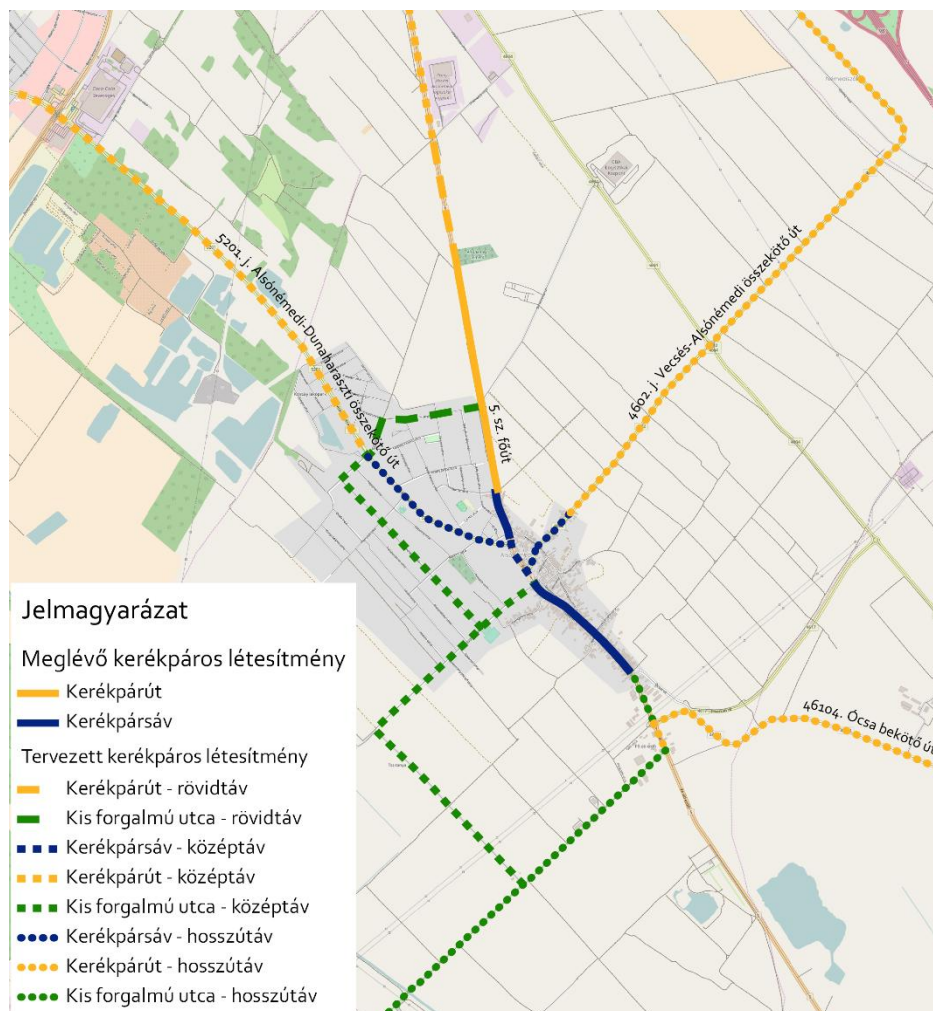 5201. j. Alsónémedi-Dunaharaszti összekötő út
5. sz. főút
4602. j. Vecsés-Alsónémedi összekötő út
46104. Ócsa bekötő út
Jelmagyarázat
Meglévő kerékpáros létesítmény
Kerékpárút
Kerékpársáv
Tervezett kerékpáros létesítmény
Kerékpárút - rövidtáv
Kis forgalmú utca - rövidtáv
Kerékpársáv - középtáv
Kerékpárút - középtáv
Kis forgalmú utca - középtáv
Kerékpársáv - hosszútáv
Kerékpárút - hosszútáv
Kis forgalmú utca - hosszútáv